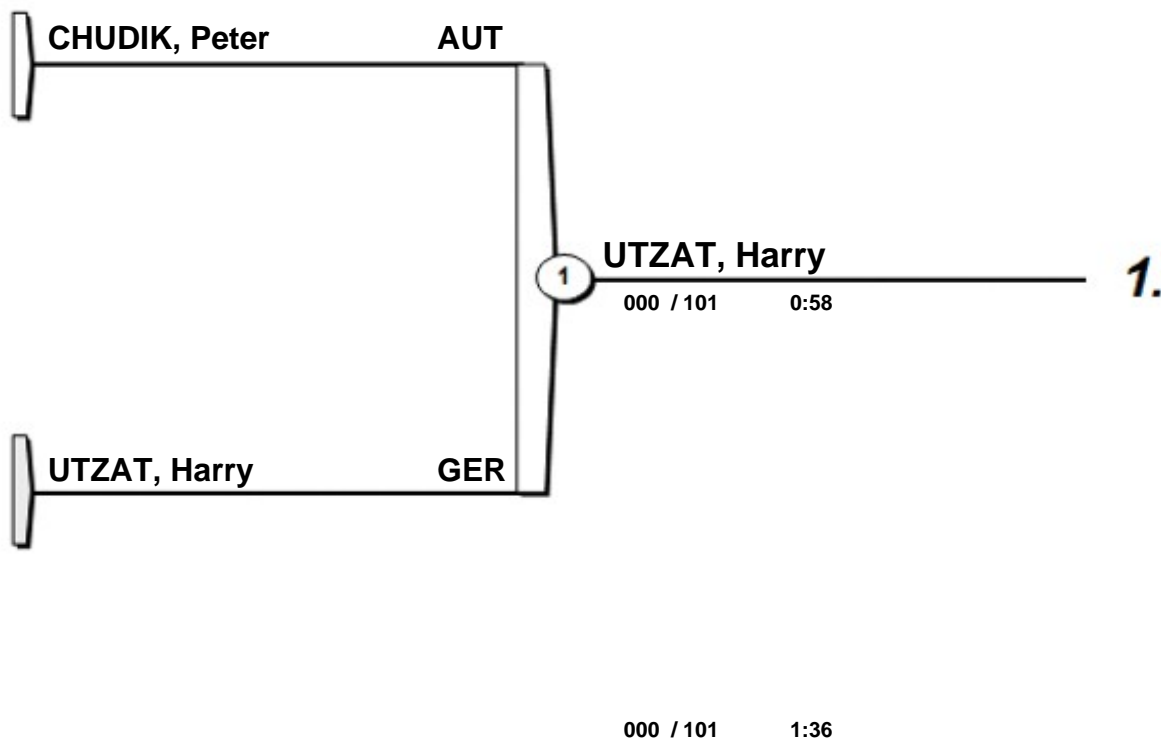 CHUDIK, Peter AUT
UTZAT, Harry
1
1.
000 / 101 0:58
UTZAT, Harry GER
000 / 101 1:36